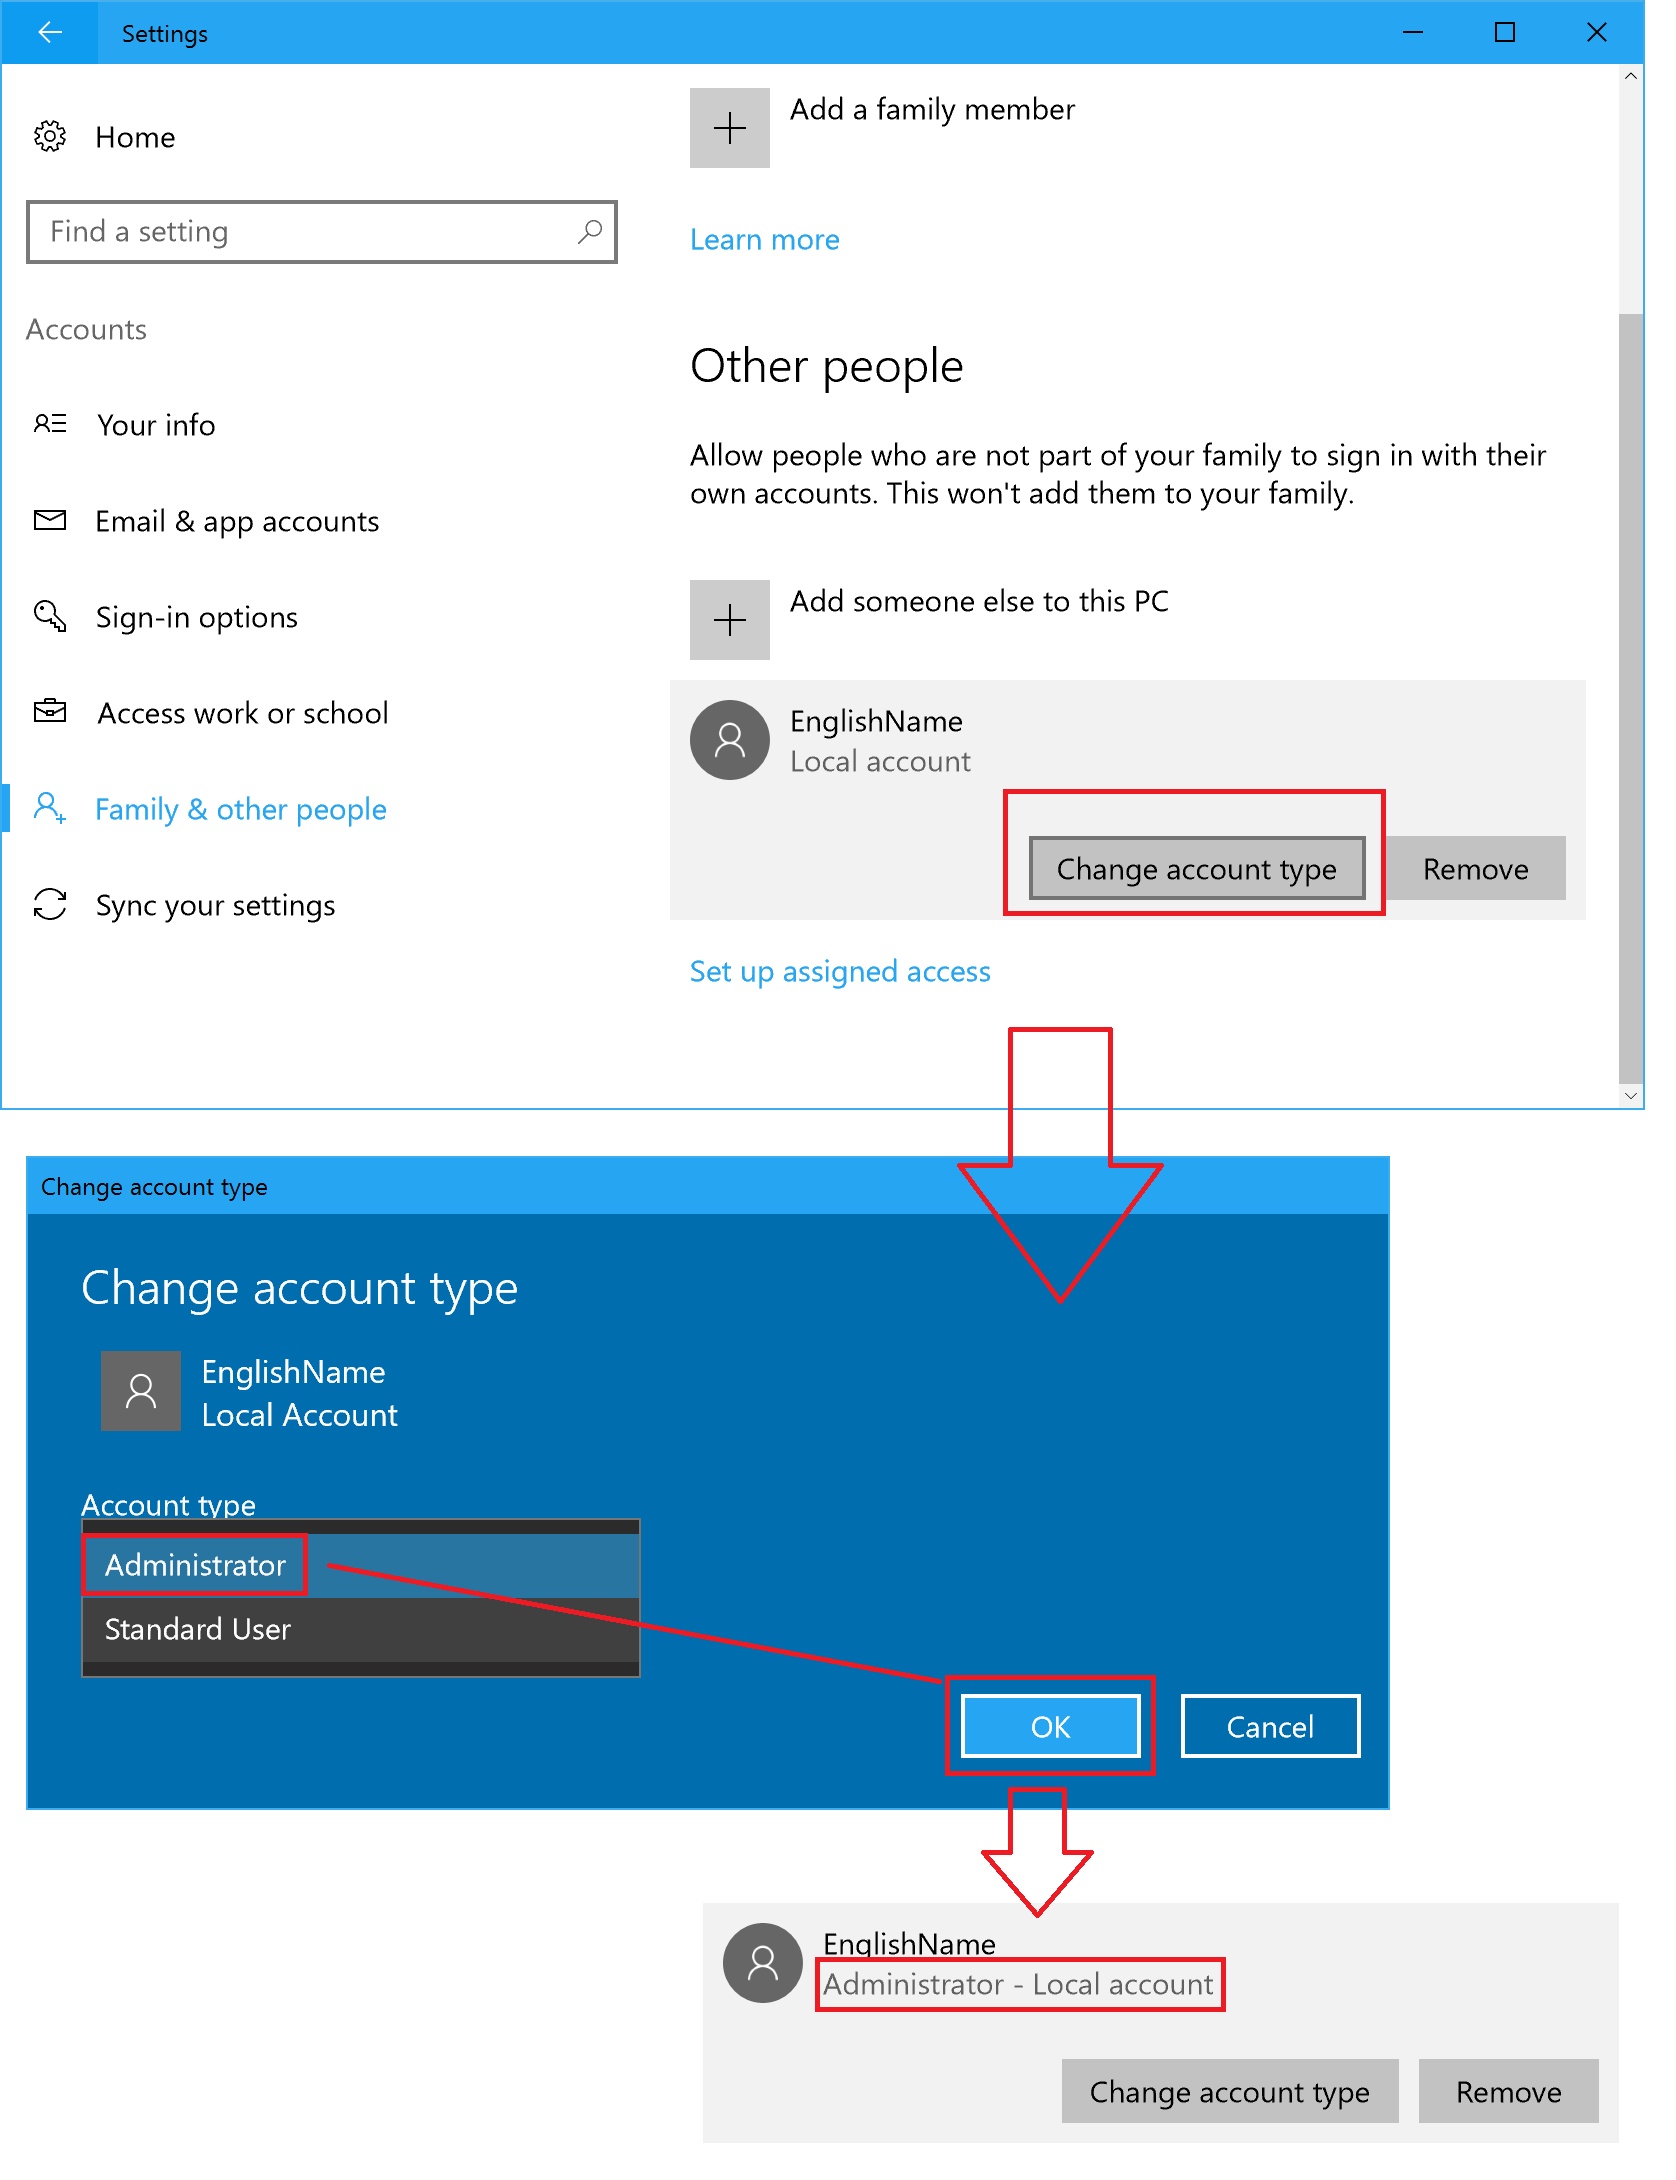 Settings
Home
Find a setting
Accounts
Your info
Email & app accounts
Sign-in options
Access work or school
Family & other people
Sync your settings
Add a family member
Learn more
Other people
Allow people who are not part of your family to sign in with their
own accounts. This won't add them to your family.
Add someone else to this PC
EnglishName
Local account
Change account type
Remove
Set up assigned access
Change account type
Change account type
EnglishName
Local Account
Account type
Administrator
Standard User
OK
Cancel
EnglishName
Administrator - Local account
Change account type
Remove